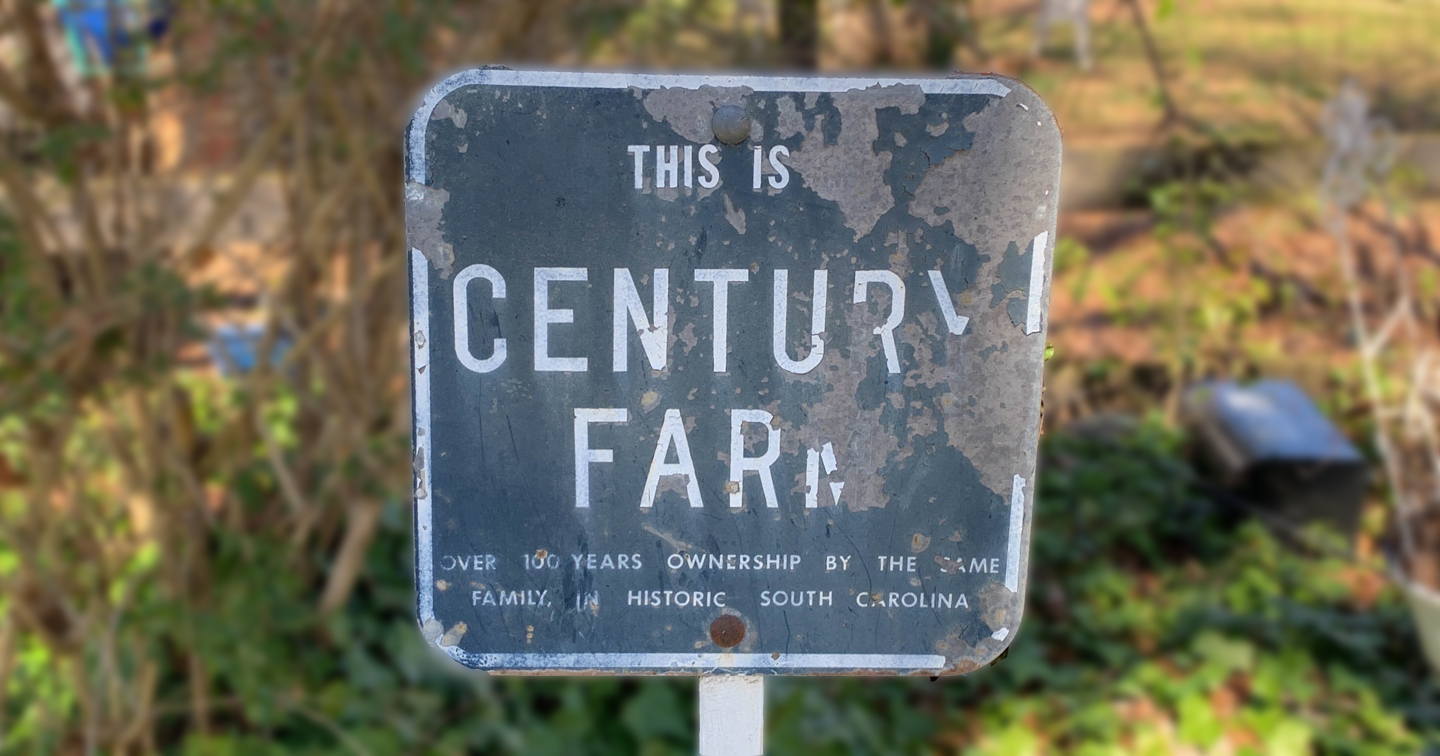 THIS IS
CENTURY
FARM
OVER 100 YEARS OWNERSHIP BY THE SAME
FAMILY, IN HISTORIC SOUTH CAROLINA